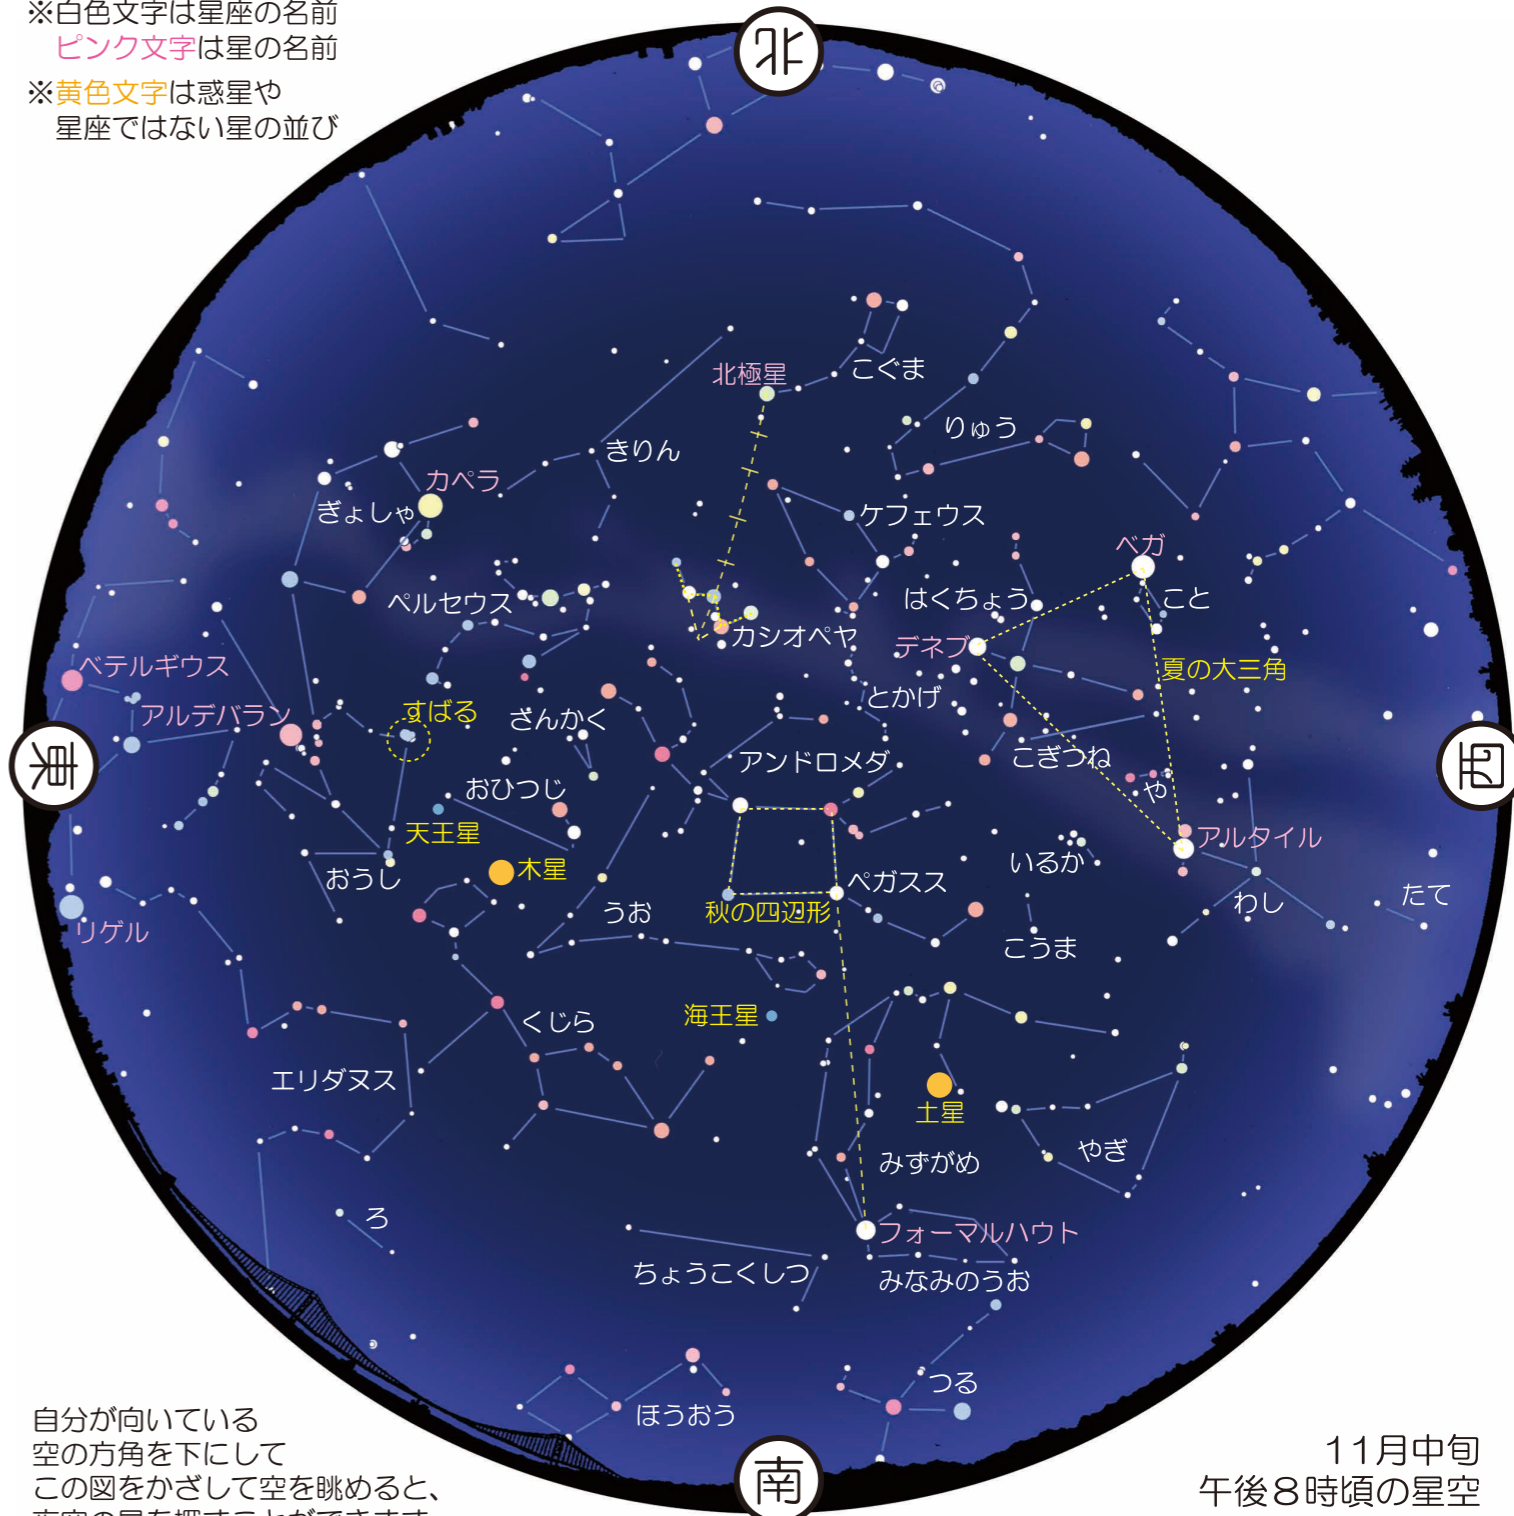 ※白色文字は星座の名前
ピンク文字は星の名前
※黄色文字は惑星や
星座ではない星の並び
北
北極星
こぐま
りゅう
きりん
カペラ
ぎょしゃ
ケフェウス
ベガ
ペルセウス
はくちょう
こと
カシオペヤ
デネブ
ベテルギウス
夏の大三角
アルデバラン
すばる
さんかく
とかげ
東
アンドロメダ
こぎつね
西
おひつじ
や
天王星
アルタイル
木星
いるか
おうし
ペガスス
たて
リゲル
うお
秋の四辺形
わし
こうま
海王星
くじら
エリダヌス
土星
みずがめ
やぎ
ろ
フォーマルハウト
ちょうこくしつ
みなみのうお
つる
ほうおう
南
自分が向いている
空の方角を下にして
この図をかざして空を眺めると、
11月中旬
午後8時頃の星空